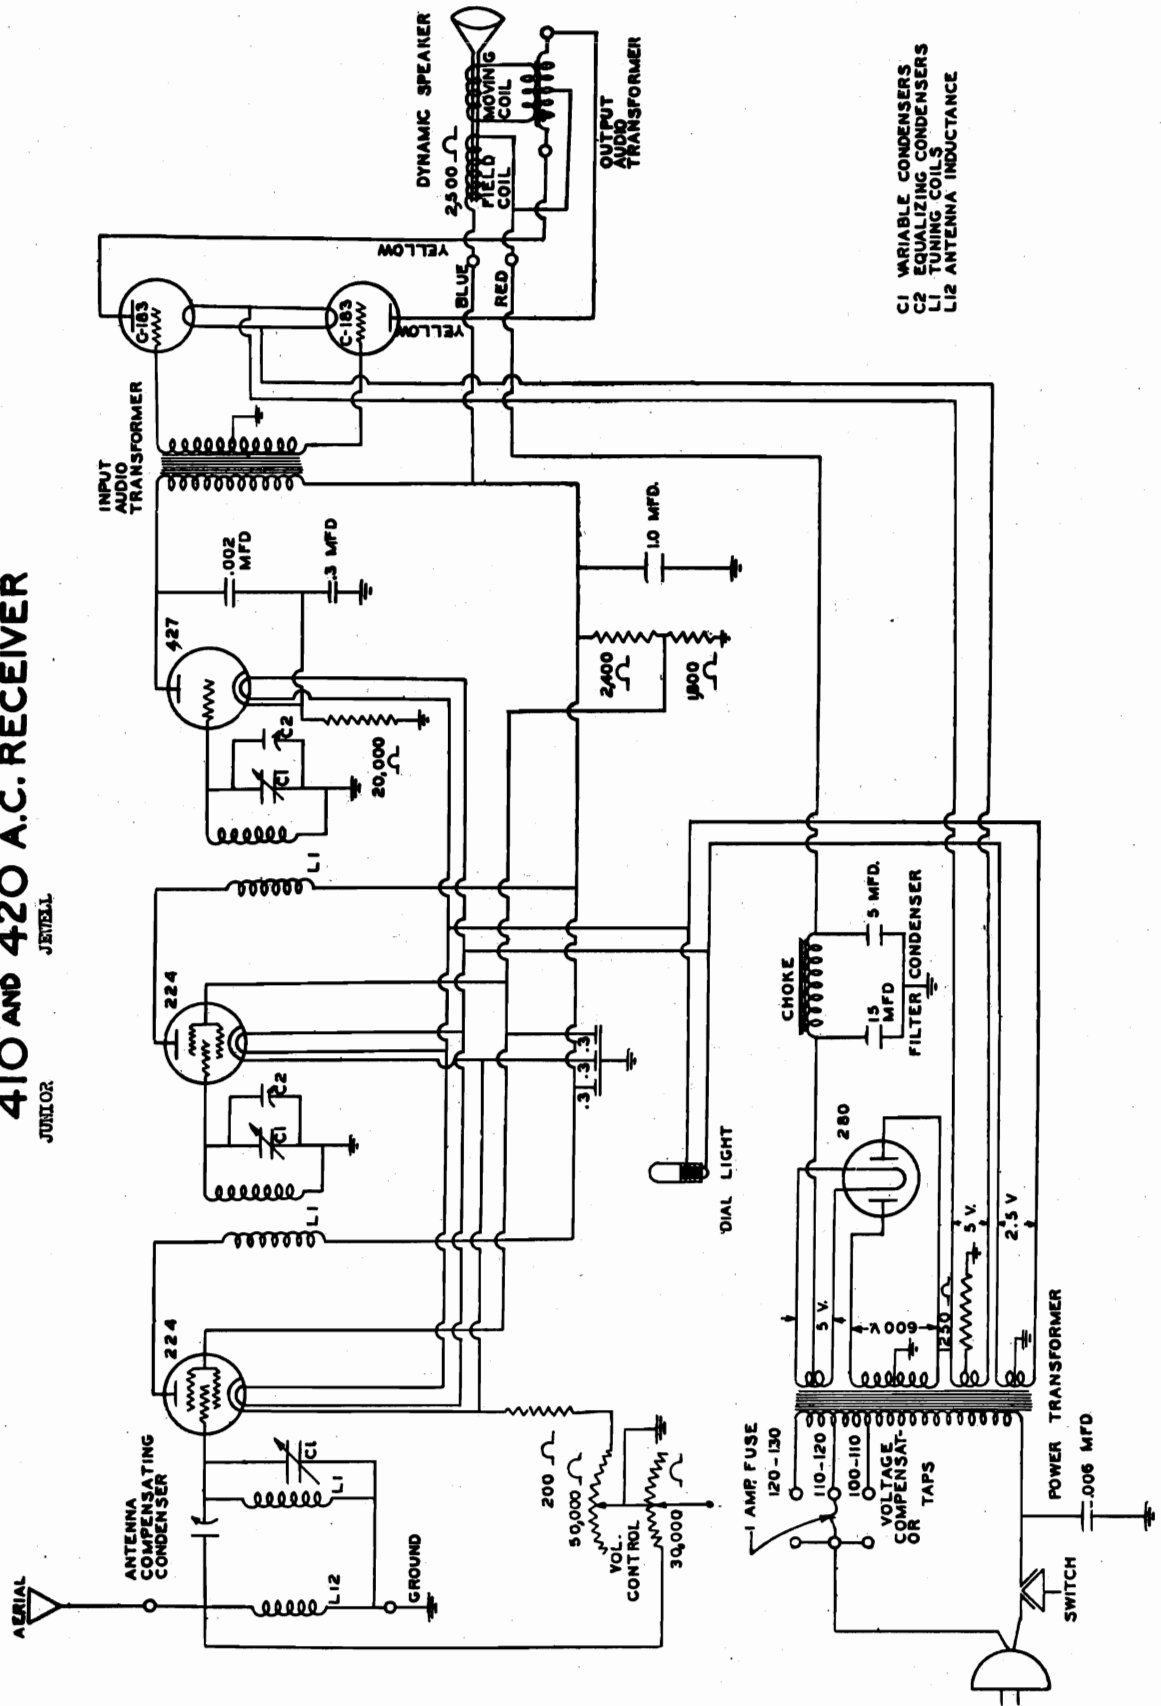 410 AND 420 A.C. RECEIVER
JUNIOR JEWELL
AERIAL
ANTENNA
COMPENSATING
CONDENSER
L12
GROUND
L1
C1
224
L1
C1
C2
224
L1
C1
C2
427
20,000 Ω
.002
MFD
.3 MFD
INPUT
AUDIO
TRANSFORMER
C-183
C-183
YELLOW
YELLOW
BLUE
RED
DYNAMIC SPEAKER
2,500 Ω
FIELD
COIL
MOVING
COIL
OUTPUT
AUDIO
TRANSFORMER
200 Ω
50,000 Ω
VOL.
CONTROL
30,000 Ω
.3 .3 .3
2,400 Ω
1,800 Ω
1.0 MFD.
DIAL LIGHT
CHOKE
15
MFD
5 MFD.
FILTER CONDENSER
280
1 AMP. FUSE
120-130
110-120
100-110
VOLTAGE
COMPENSAT-
OR TAPS
5 V.
600 V.
1250 Ω
5 V.
2.5 V
POWER TRANSFORMER
.006 MFD
SWITCH
C1 VARIABLE CONDENSERS
C2 EQUALIZING CONDENSERS
L1 TUNING COILS
L12 ANTENNA INDUCTANCE